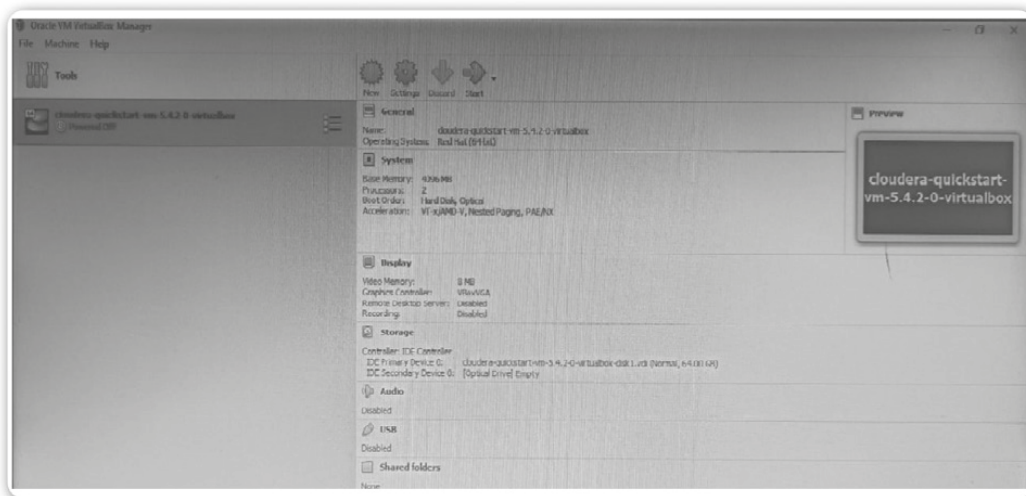 Oracle VM VirtualBox Manager
File Machine Help
Tools
New Settings Discard Start
cloudera-quickstart-vm-5.4.2-0-virtualbox
Powered Off
General
Name: cloudera-quickstart-vm-5.4.2-0-virtualbox
Operating System: Red Hat (64-bit)
System
Base Memory: 4096 MB
Processors: 2
Boot Order: Hard Disk, Optical
Acceleration: VT-x/AMD-V, Nested Paging, PAE/NX
Preview
cloudera-quickstart-
vm-5.4.2-0-virtualbox
Display
Video Memory: 8 MB
Graphics Controller: VBoxVGA
Remote Desktop Server: Disabled
Recording: Disabled
Storage
Controller: IDE Controller
IDE Primary Device 0: cloudera-quickstart-vm-5.4.2-0-virtualbox-disk1.vdi (Normal, 64.00 GB)
IDE Secondary Device 0: [Optical Drive] Empty
Audio
Disabled
USB
Disabled
Shared folders
None